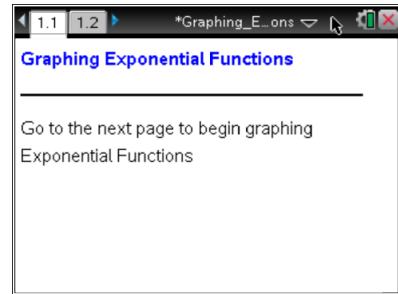 1.1 1.2 *Graphing_E...ons
Graphing Exponential Functions
Go to the next page to begin graphing
Exponential Functions